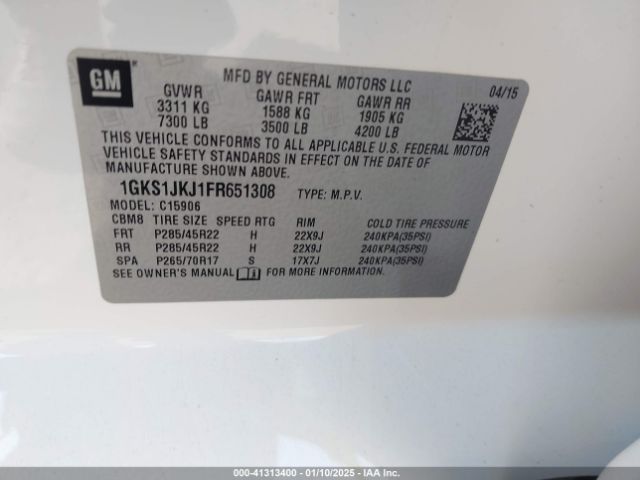 GM
MFD BY GENERAL MOTORS LLC
04/15
GVWR GAWR FRT GAWR RR
3311 KG 1588 KG 1905 KG
7300 LB 3500 LB 4200 LB
THIS VEHICLE CONFORMS TO ALL APPLICABLE U.S. FEDERAL MOTOR
VEHICLE SAFETY STANDARDS IN EFFECT ON THE DATE OF
MANUFACTURE SHOWN ABOVE.
1GKS1JKJ1FR651308 TYPE: M.P.V.
MODEL: C15906
CBM8 TIRE SIZE SPEED RTG RIM COLD TIRE PRESSURE
FRT P285/45R22 H 22X9J 240KPA(35PSI)
RR P285/45R22 H 22X9J 240KPA(35PSI)
SPA P265/70R17 S 17X7J 240KPA(35PSI)
SEE OWNER'S MANUAL FOR MORE INFORMATION.
000-41313400 — 01/10/2025 — IAA Inc.